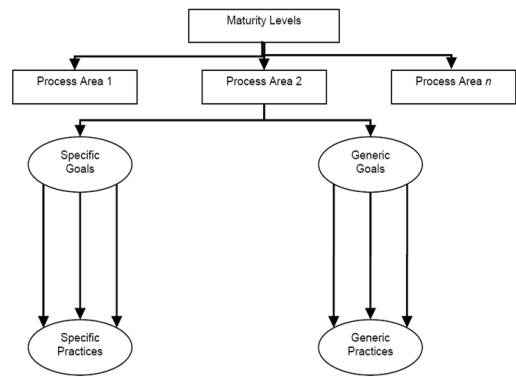 Maturity Levels
Process Area 1
Process Area 2
Process Area n
Specific
Goals
Generic
Goals
Specific
Practices
Generic
Practices